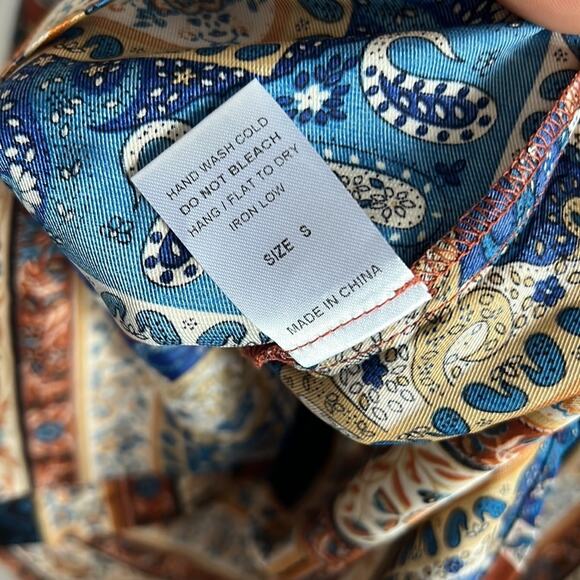 HAND WASH COLD
DO NOT BLEACH
HANG / FLAT TO DRY
IRON LOW
SIZE S
MADE IN CHINA